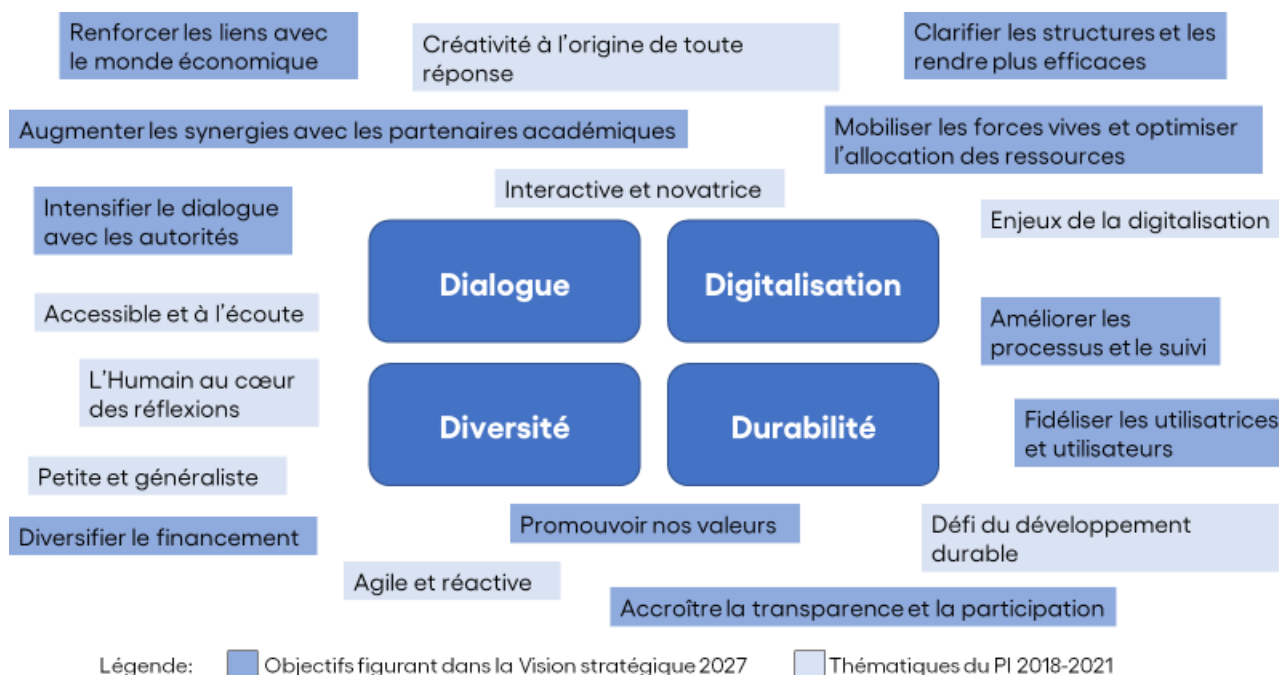 Renforcer les liens avec
le monde économique
Créativité à l'origine de toute
réponse
Clarifier les structures et les
rendre plus efficaces
Augmenter les synergies avec les partenaires académiques
Mobiliser les forces vives et optimiser
l'allocation des ressources
Interactive et novatrice
Intensifier le dialogue
avec les autorités
Enjeux de la digitalisation
Dialogue
Digitalisation
Accessible et à l'écoute
Améliorer les
processus et le suivi
L'Humain au cœur
des réflexions
Diversité
Durabilité
Fidéliser les utilisatrices
et utilisateurs
Petite et généraliste
Diversifier le financement
Promouvoir nos valeurs
Défi du développement
durable
Agile et réactive
Accroître la transparence et la participation
Légende: Objectifs figurant dans la Vision stratégique 2027 Thématiques du PI 2018-2021